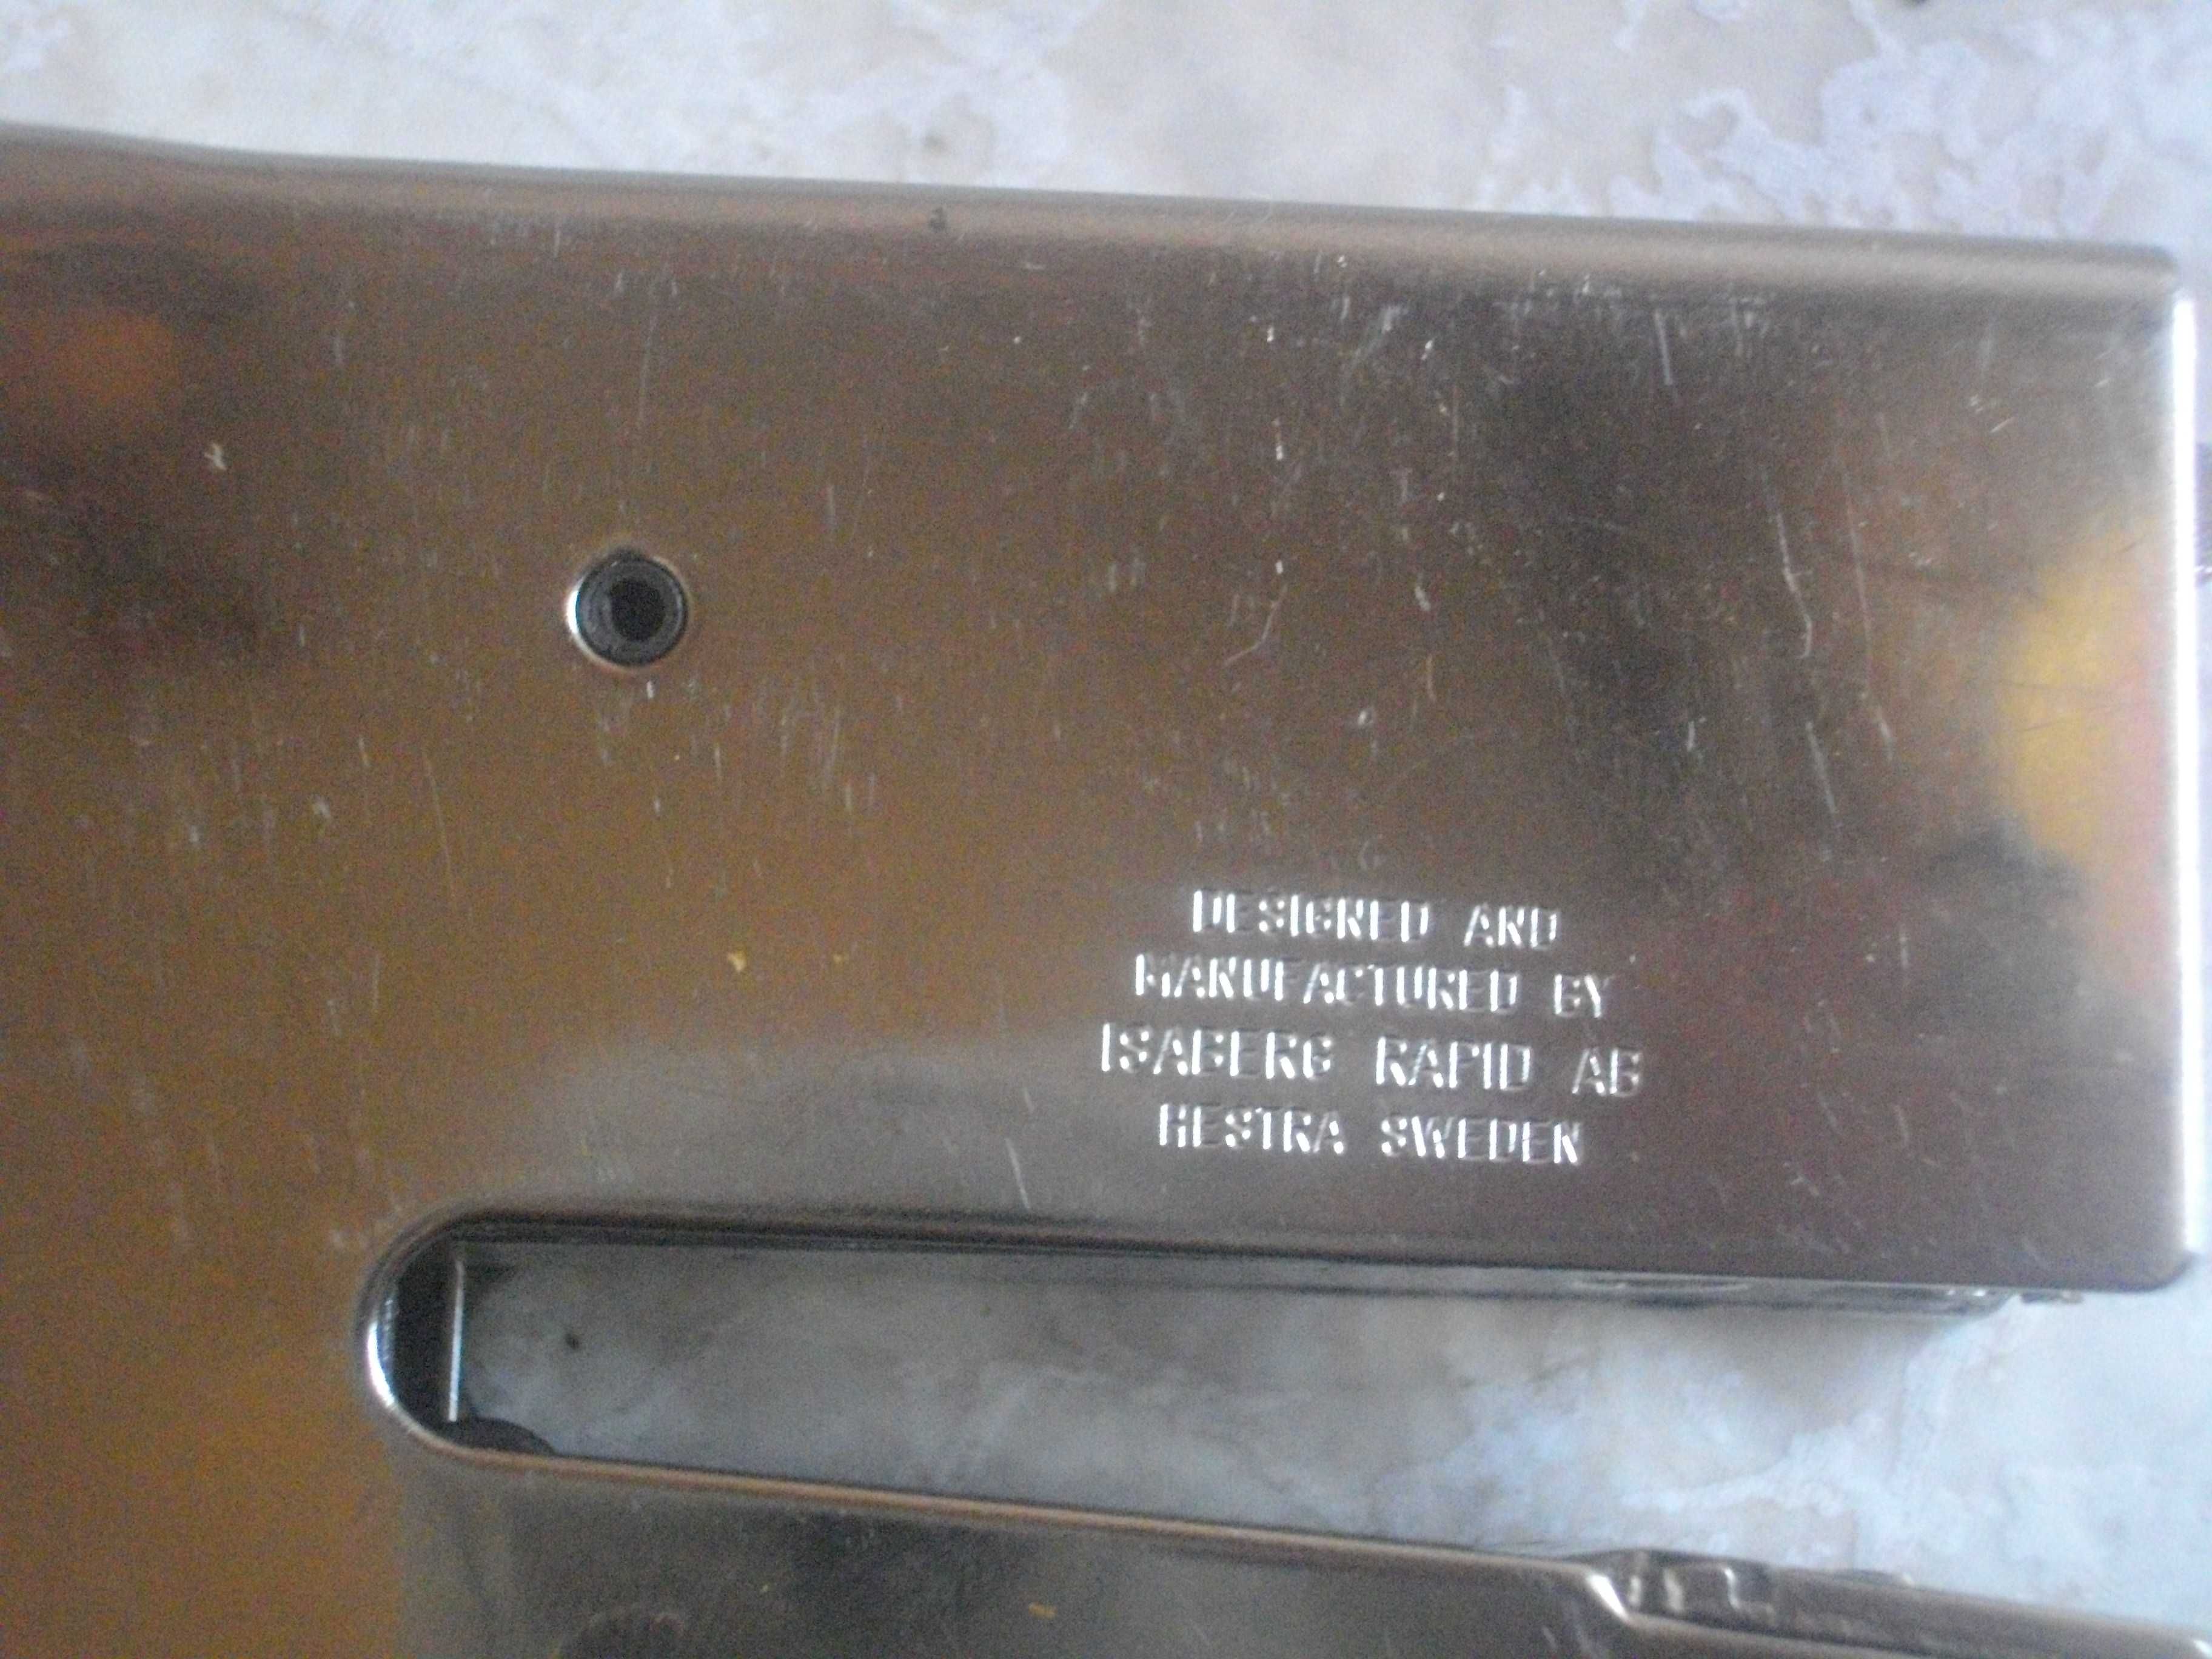 DESIGNED AND
MANUFACTURED BY
ISABERG RAPID AB
HESTRA SWEDEN